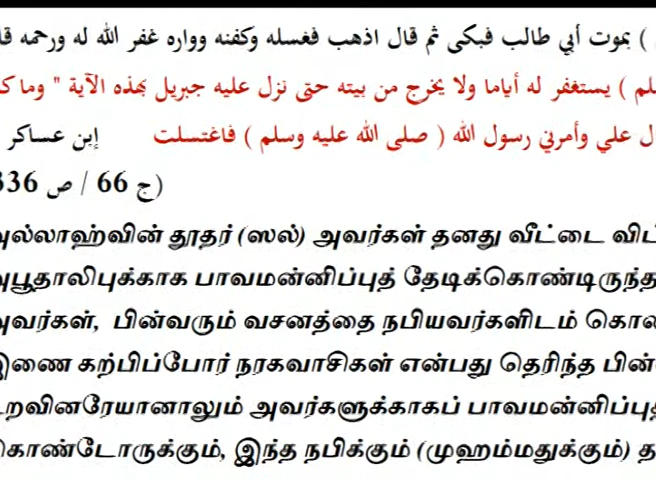 ) بموت أبي طالب فبكى ثم قال اذهب فغسله وكفنه وواره غفر الله له ورحمه
) يستغفر له أياما ولا يخرج من بيته حتى نزل عليه جبريل بهذه الآية " وما
علي وأمرني رسول الله ( صلى الله عليه وسلم ) فاغتسلت إبن عساكر
(ج 66 / ص 336
அல்லாஹ்வின் தூதர் (ஸல்) அவர்கள் தனது வீட்டை
அபூதாலிபுக்காக பாவமன்னிப்புத்
அவர்கள், பின்வரும் வசனத்தை நபியவர்களிடம்
இணை கற்பிப்போர் நரகவாசிகள் என்பது தெரிந்த
உறவினரேயானாலும் அவர்களுக்காகப்
கொண்டோருக்கும், இந்த நபிக்கும் (முஹம்மதுக்கும்)